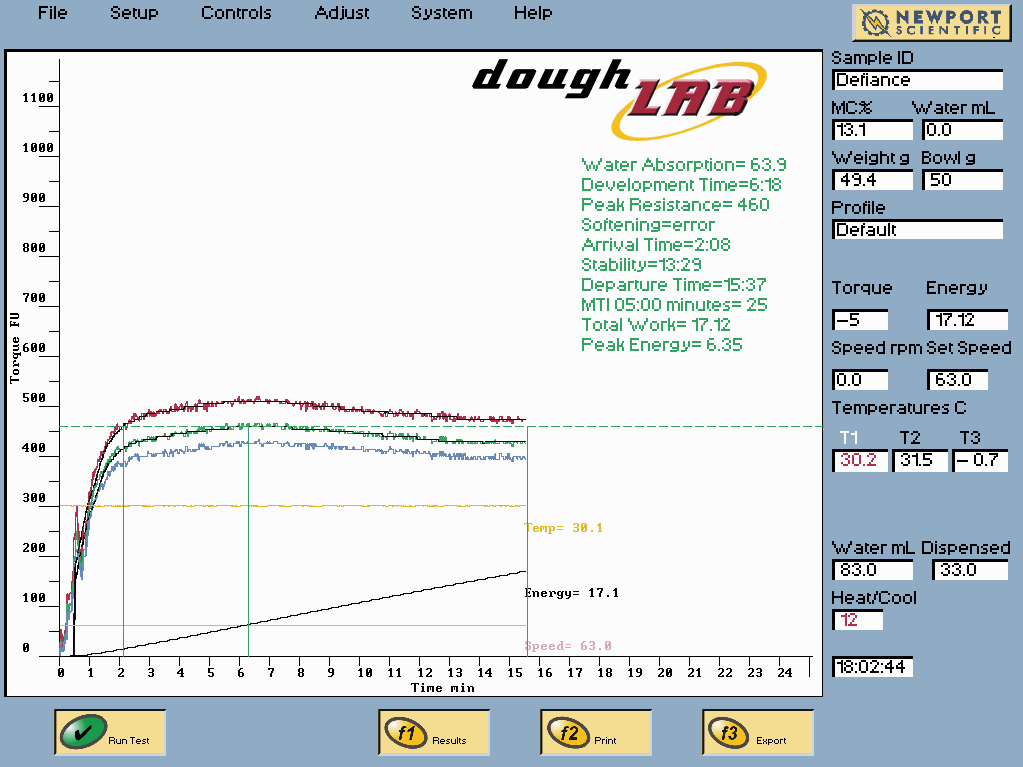 File Setup Controls Adjust System Help
NEWPORT
SCIENTIFIC
dough LAB
Water Absorption= 63.9
Development Time=6:18
Peak Resistance= 460
Softening=error
Arrival Time=2:08
Stability=13:29
Departure Time=15:37
MTI 05:00 minutes= 25
Total Work= 17.12
Peak Energy= 6.35
1100
1000
900
800
700
600
500
400
300
200
100
0
Torque FU
Temp= 30.1
Energy= 17.1
Speed= 63.0
0 1 2 3 4 5 6 7 8 9 10 11 12 13 14 15 16 17 18 19 20 21 22 23 24
Time min
Sample ID
Defiance
MC% Water mL
13.1 0.0
Weight g Bowl g
49.4 50
Profile
Default
Torque Energy
-5 17.12
Speed rpm Set Speed
0.0 63.0
Temperatures C
T1 T2 T3
30.2 31.5 -0.7
Water mL Dispensed
83.0 33.0
Heat/Cool
12
18:02:44
Run Test
f1 Results
f2 Print
f3 Export